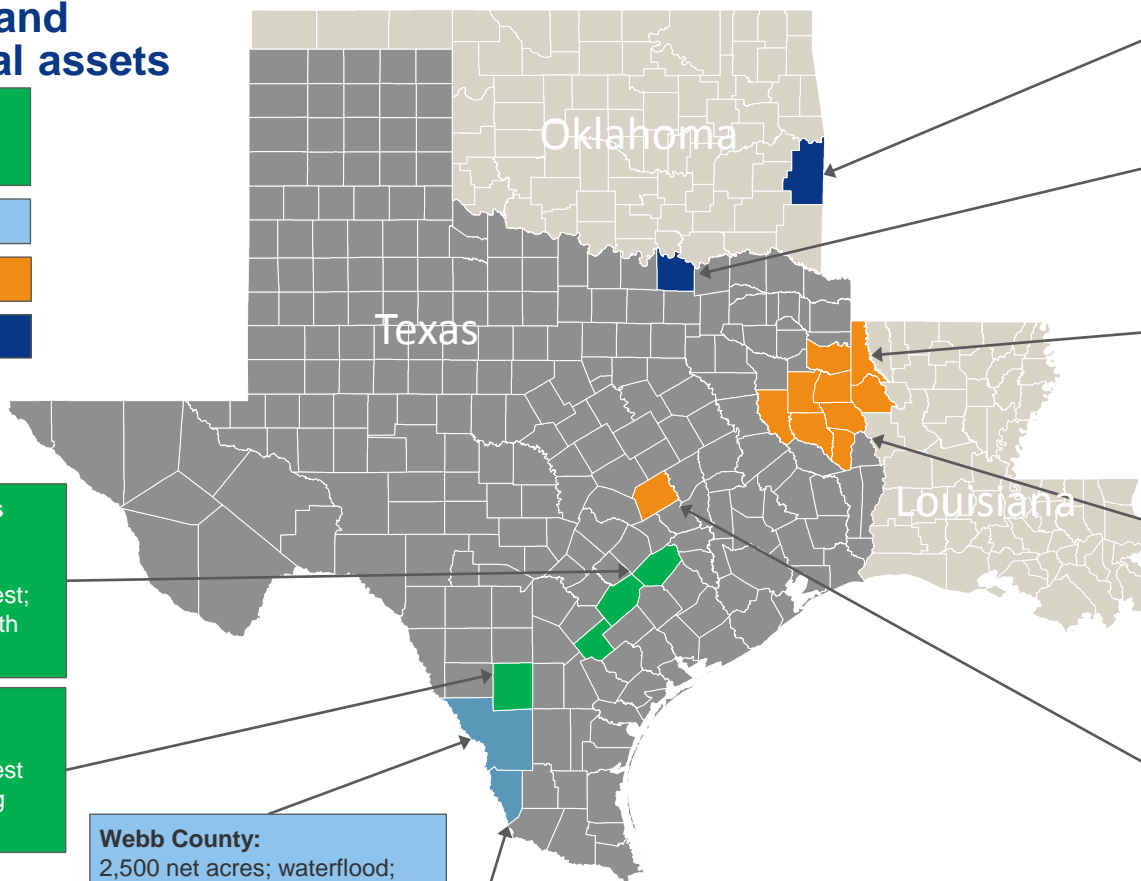 and
al assets
Oklahoma
Texas
Louisiana
s
est;
th
est
g
Webb County:
2,500 net acres; waterflood;